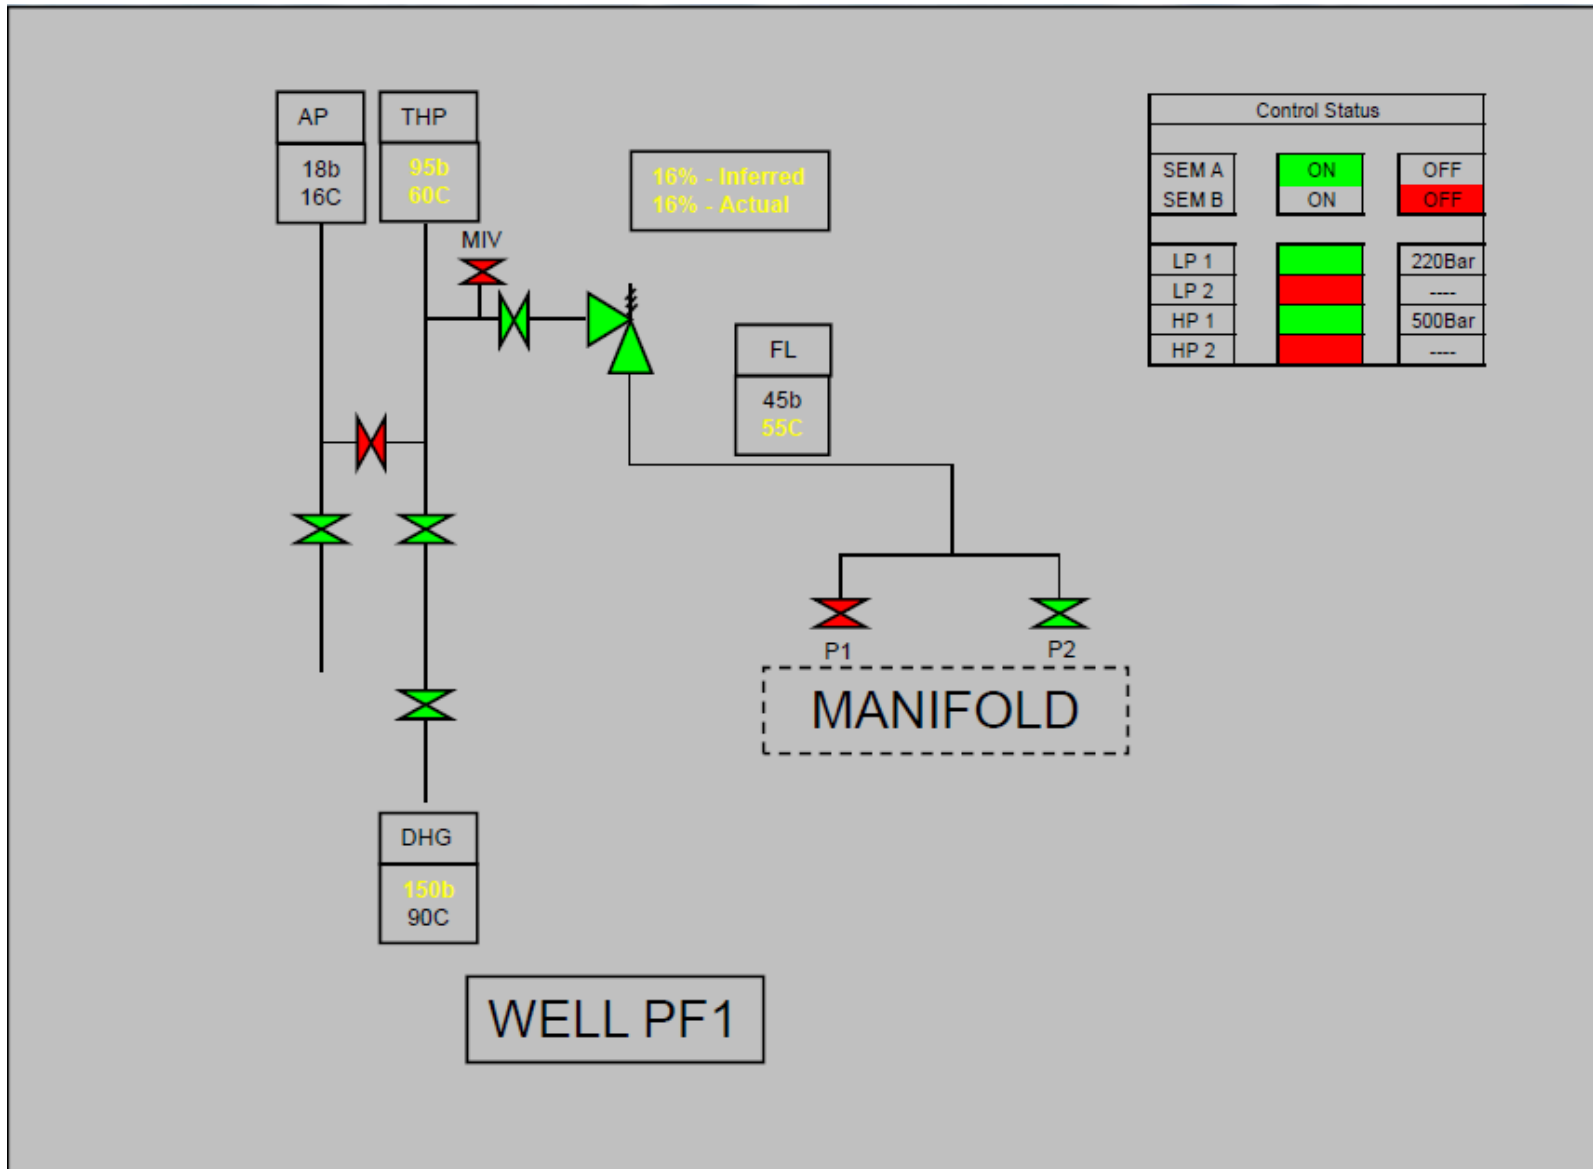 AP
18b
16C
THP
95b
60C
MIV
16% - Inferred
16% - Actual
FL
45b
55C
Control Status
SEM A ON OFF
SEM B ON OFF
LP 1 220Bar
LP 2 ----
HP 1 500Bar
HP 2 ----
P1
P2
MANIFOLD
DHG
150b
90C
WELL PF1